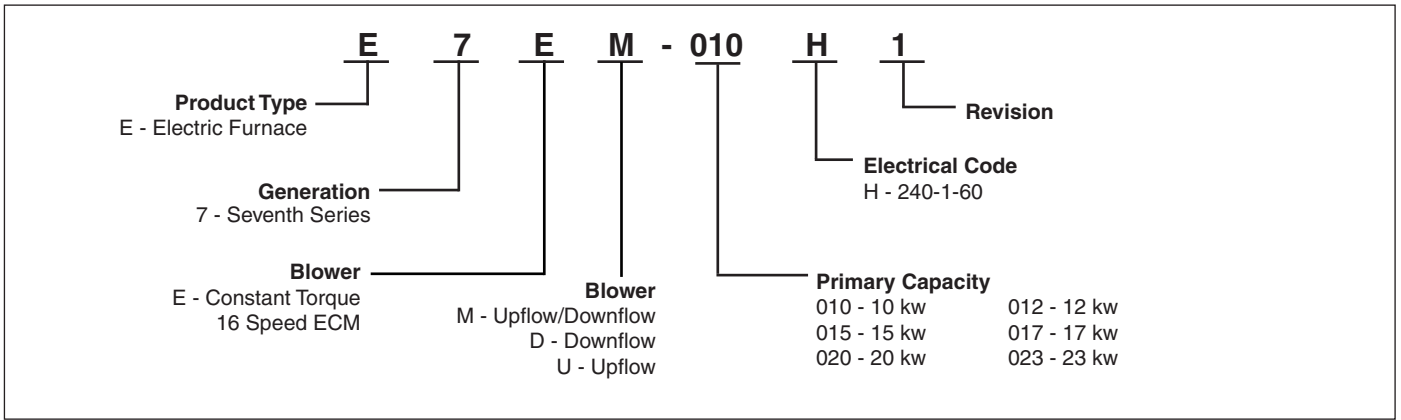 E 7 E M - 010 H 1
Product Type
E - Electric Furnace
Generation
7 - Seventh Series
Blower
E - Constant Torque
16 Speed ECM
Blower
M - Upflow/Downflow
D - Downflow
U - Upflow
Primary Capacity
010 - 10 kw 012 - 12 kw
015 - 15 kw 017 - 17 kw
020 - 20 kw 023 - 23 kw
Electrical Code
H - 240-1-60
Revision